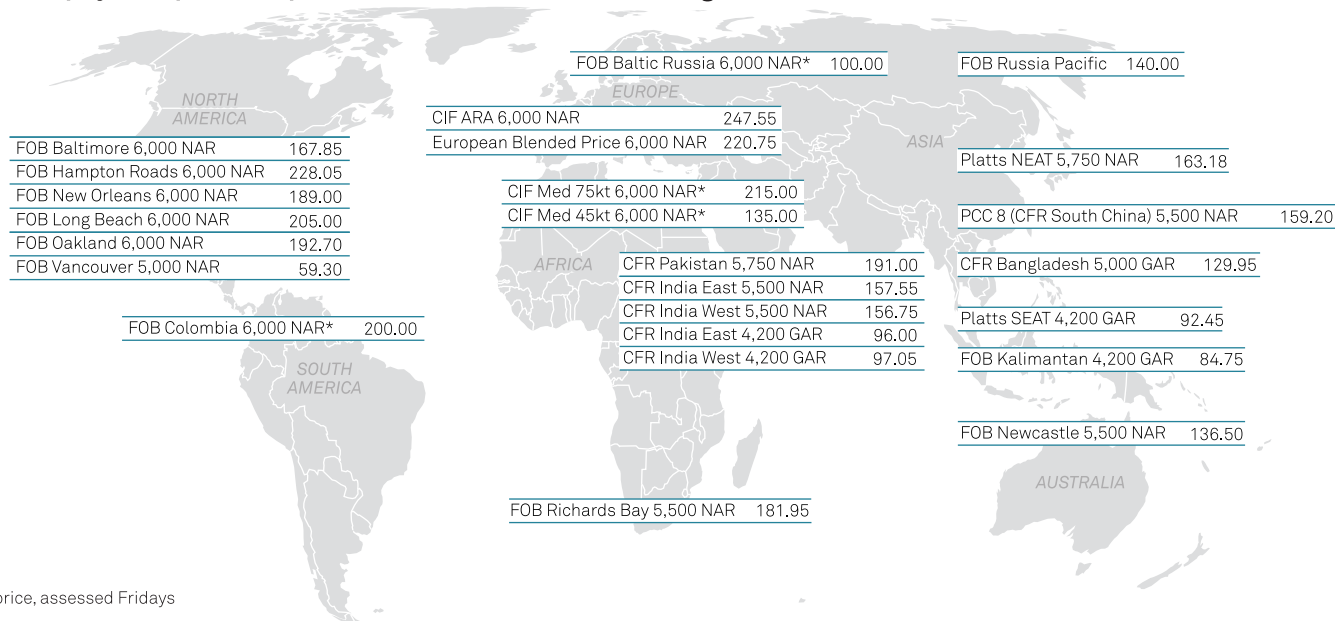 FOB Baltic Russia 6,000 NAR* 100.00
FOB Russia Pacific 140.00
NORTH
AMERICA
EUROPE
ASIA
CIF ARA 6,000 NAR 247.55
European Blended Price 6,000 NAR 220.75
FOB Baltimore 6,000 NAR 167.85
FOB Hampton Roads 6,000 NAR 228.05
FOB New Orleans 6,000 NAR 189.00
FOB Long Beach 6,000 NAR 205.00
FOB Oakland 6,000 NAR 192.70
FOB Vancouver 5,000 NAR 59.30
Platts NEAT 5,750 NAR 163.18
CIF Med 75kt 6,000 NAR* 215.00
CIF Med 45kt 6,000 NAR* 135.00
PCC 8 (CFR South China) 5,500 NAR 159.20
AFRICA
CFR Pakistan 5,750 NAR 191.00
CFR India East 5,500 NAR 157.55
CFR India West 5,500 NAR 156.75
CFR India East 4,200 GAR 96.00
CFR India West 4,200 GAR 97.05
CFR Bangladesh 5,000 GAR 129.95
Platts SEAT 4,200 GAR 92.45
FOB Kalimantan 4,200 GAR 84.75
FOB Colombia 6,000 NAR* 200.00
SOUTH
AMERICA
FOB Newcastle 5,500 NAR 136.50
AUSTRALIA
FOB Richards Bay 5,500 NAR 181.95
price, assessed Fridays